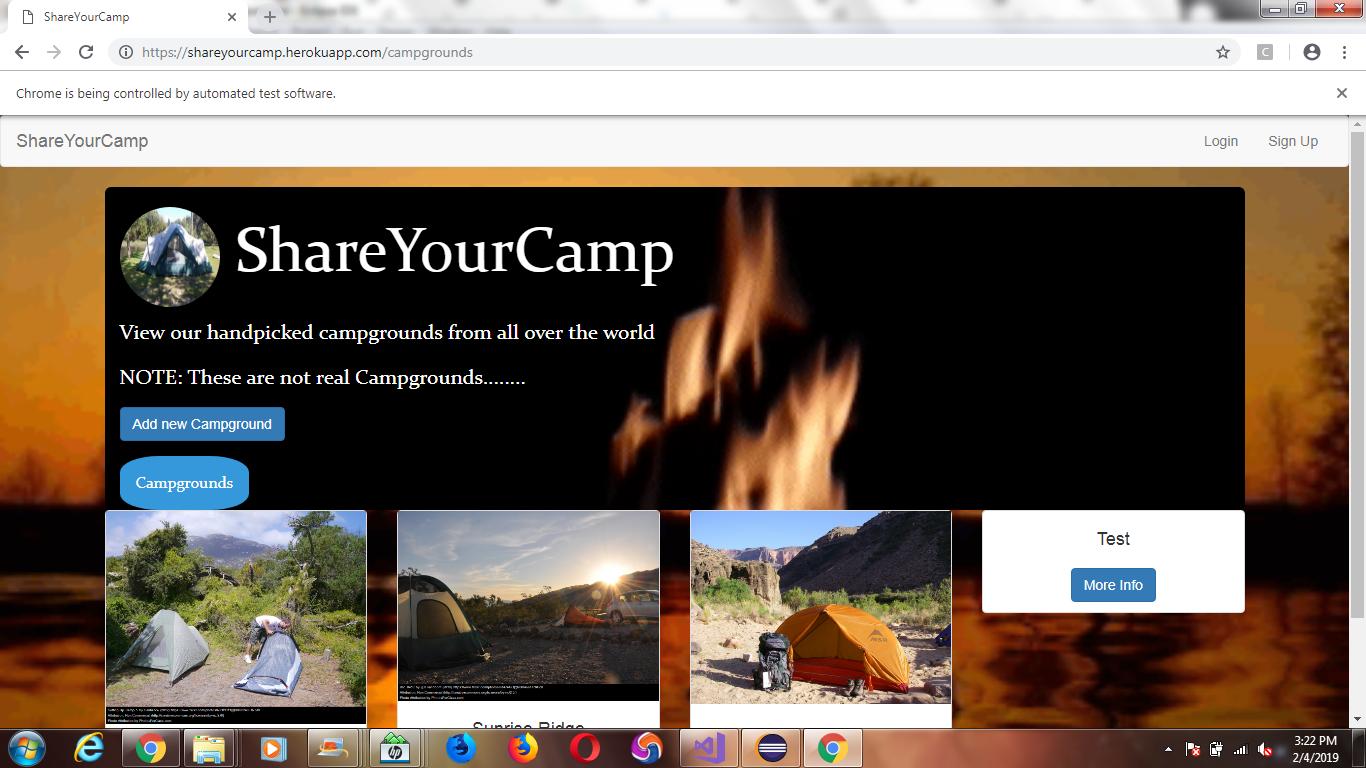 ShareYourCamp
https://shareyourcamp.herokuapp.com/campgrounds
C
Chrome is being controlled by automated test software.
ShareYourCamp
Login
Sign Up
ShareYourCamp
View our handpicked campgrounds from all over the world
NOTE: These are not real Campgrounds........
Add new Campground
Campgrounds
Test
More Info
Sunrise Ridge
hp
3:22 PM
2/4/2019